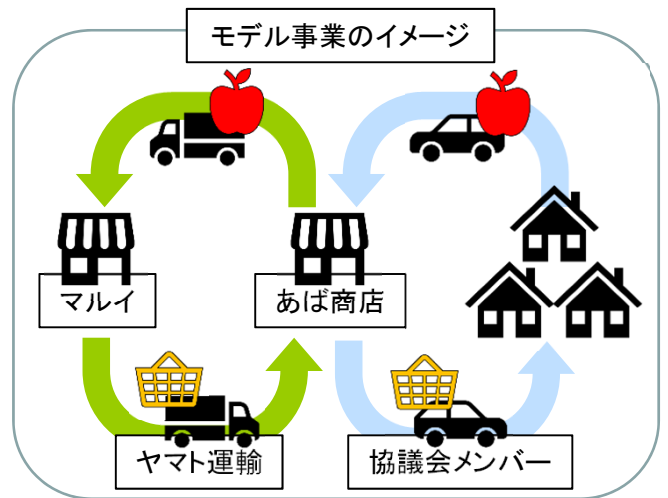 モデル事業のイメージ
マルイ
あば商店
ヤマト運輸
協議会メンバー